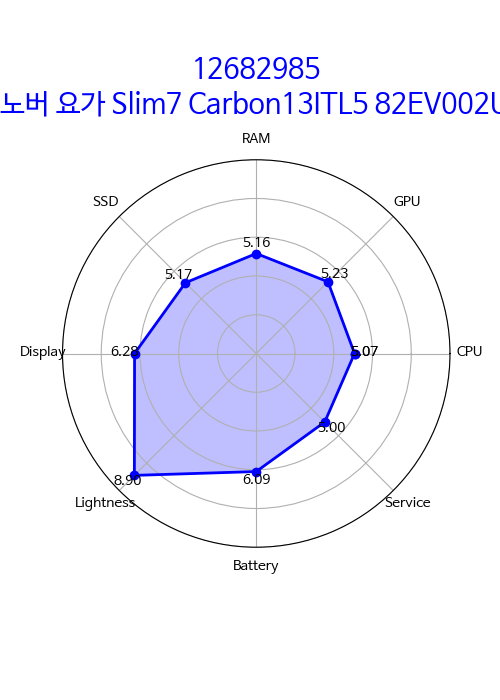 12682985
노버 요가 Slim7 Carbon13ITL5 82EV002U
RAM
SSD
GPU
5.16
5.17
5.23
Display
6.28
5.07
CPU
5.00
8.90
6.09
Lightness
Service
Battery